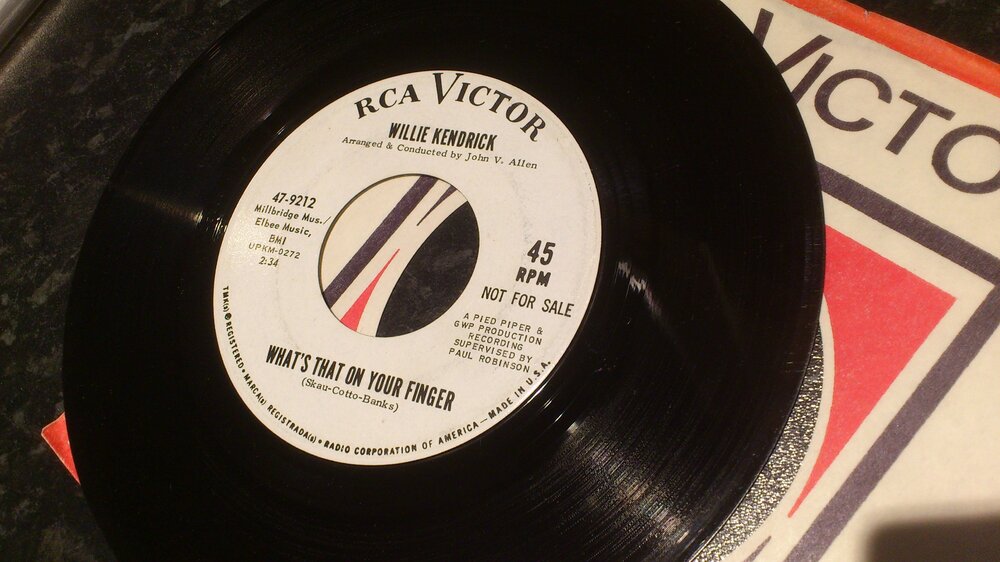 RCA VICTOR
WILLIE KENDRICK
Arranged & Conducted by John V. Allen
47-9212
Millbridge Mus./
Elbee Music,
BMI
UPKM-0272
2:34
45
RPM
NOT FOR SALE
A PIED PIPER &
GWP PRODUCTION
RECORDING
SUPERVISED BY
PAUL ROBINSON
WHAT'S THAT ON YOUR FINGER
(Skau-Cotto-Banks)
TMK(s) ® REGISTERED • MARCA(s) REGISTRADA(s) • RADIO CORPORATION OF AMERICA—MADE IN U.S.A.
VICTO